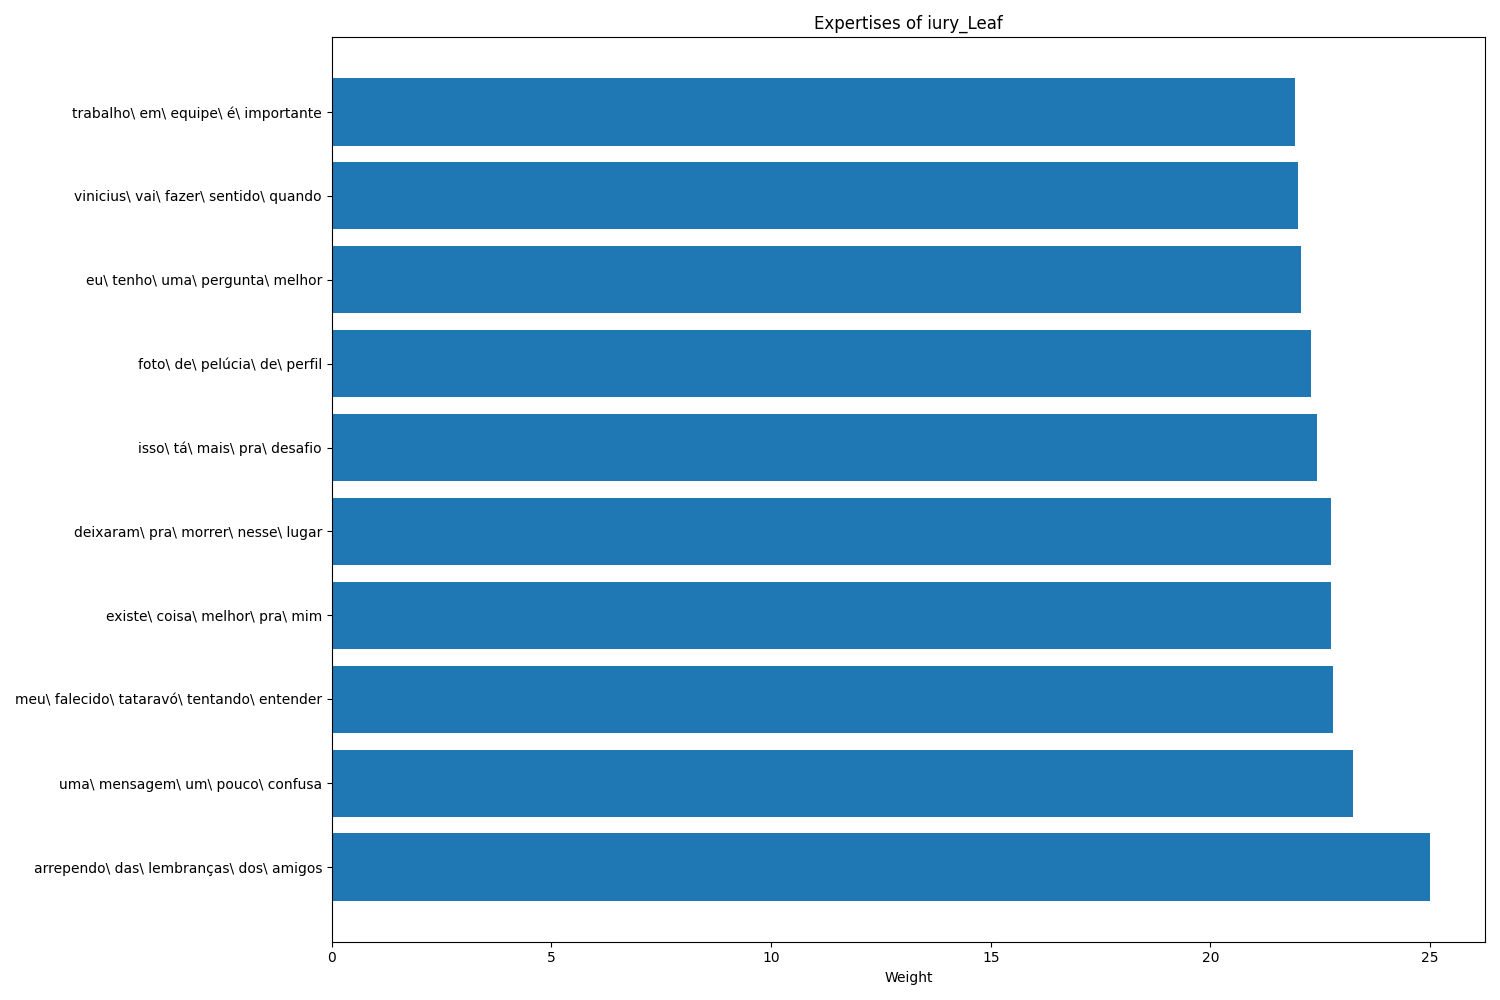 Expertises of iury_Leaf
trabalho\ em\ equipe\ é\ importante
vinicius\ vai\ fazer\ sentido\ quando
eu\ tenho\ uma\ pergunta\ melhor
foto\ de\ pelúcia\ de\ perfil
isso\ tá\ mais\ pra\ desafio
deixaram\ pra\ morrer\ nesse\ lugar
existe\ coisa\ melhor\ pra\ mim
meu\ falecido\ tataravó\ tentando\ entender
uma\ mensagem\ um\ pouco\ confusa
arrependo\ das\ lembranças\ dos\ amigos
0 5 10 15 20 25
Weight